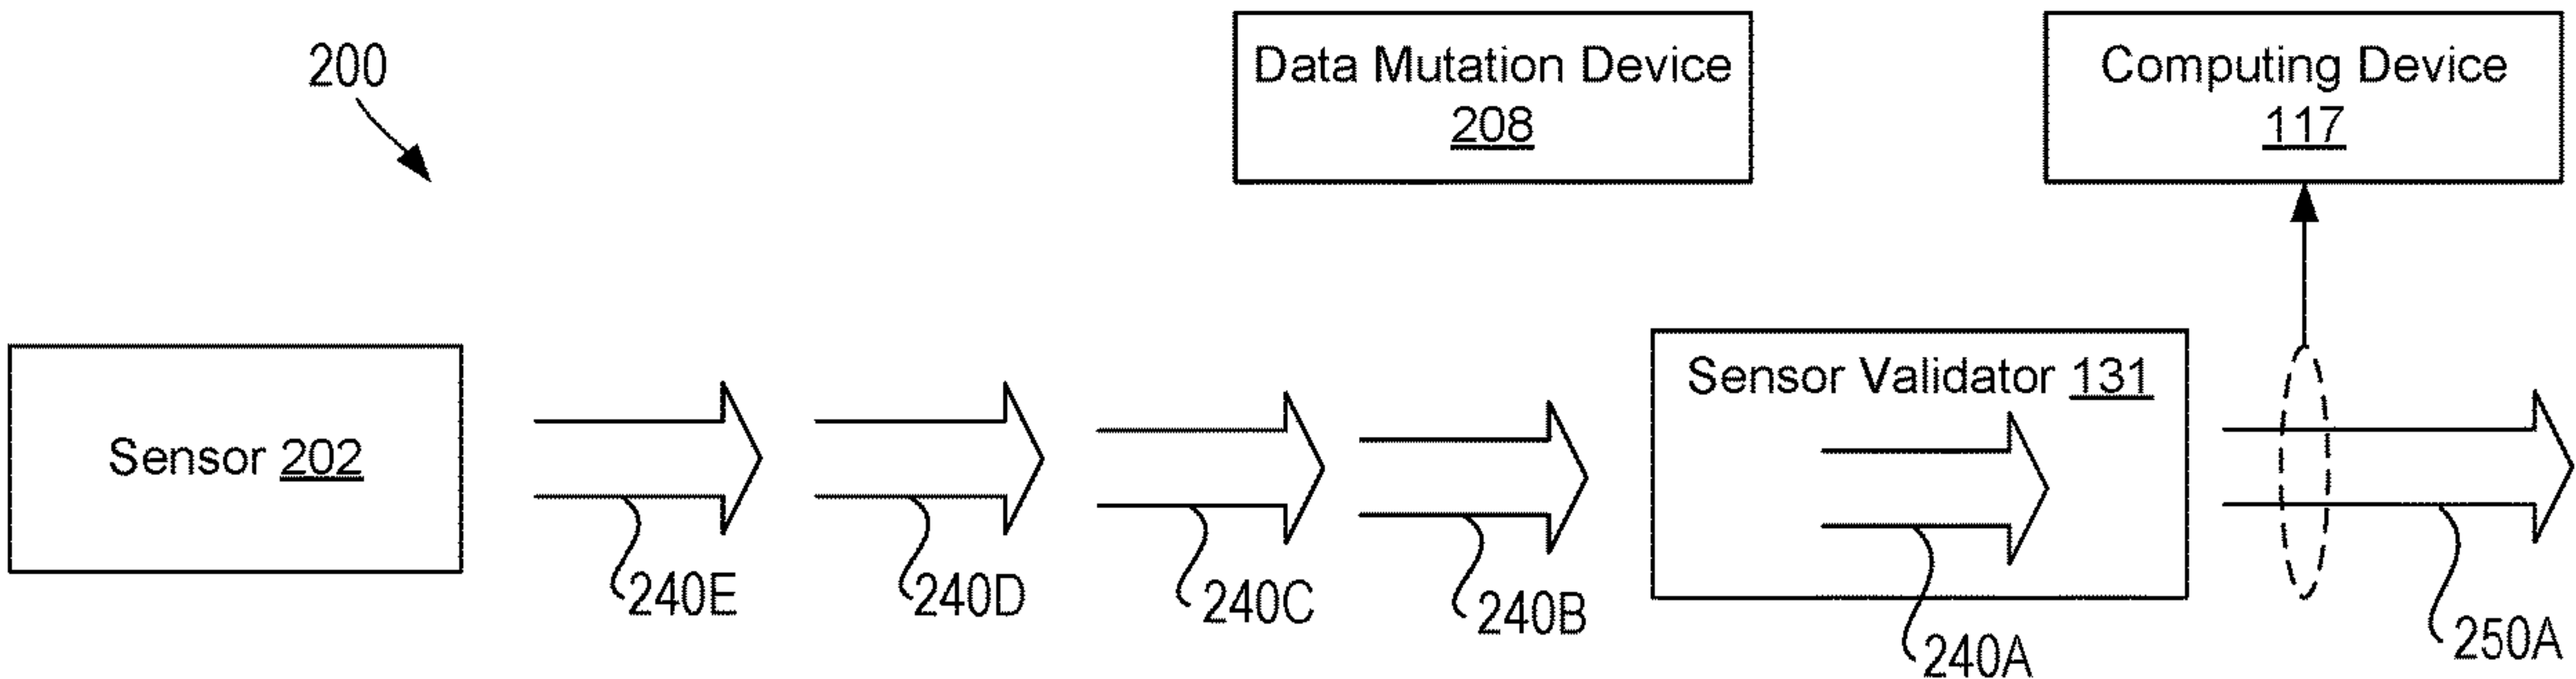 200
Data Mutation Device
208
Computing Device
117
Sensor 202
Sensor Validator 131
240E
240D
240C
240B
240A
250A